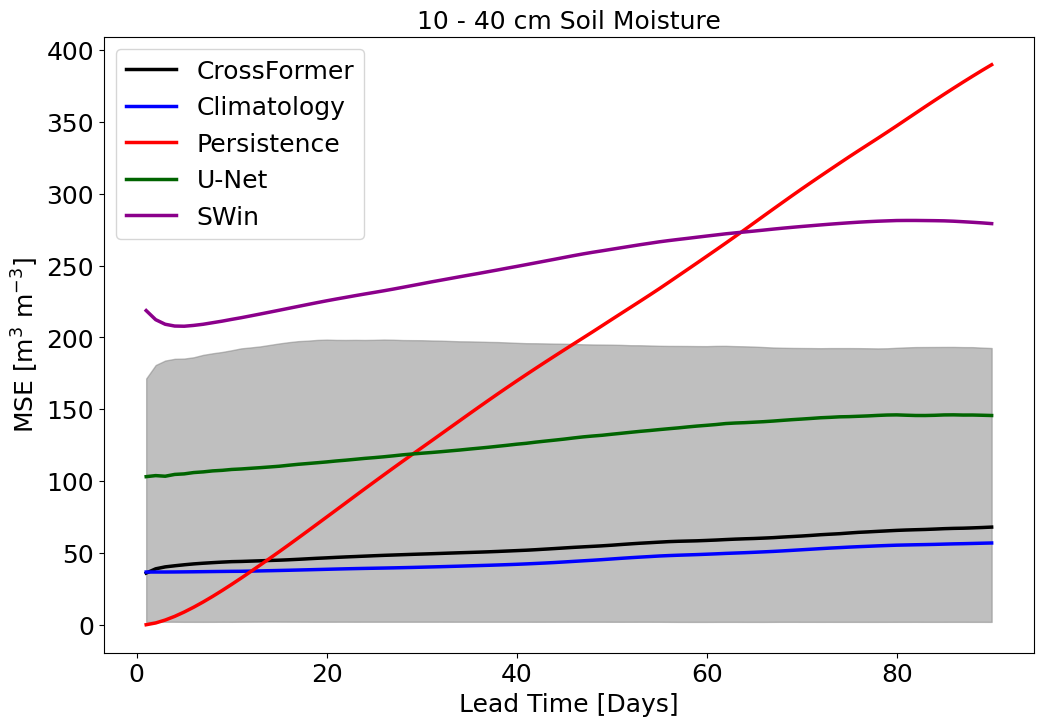 10 - 40 cm Soil Moisture
400
350
300
250
200
150
100
50
0
MSE [m³ m⁻³]
CrossFormer
Climatology
Persistence
U-Net
SWin
0 20 40 60 80
Lead Time [Days]